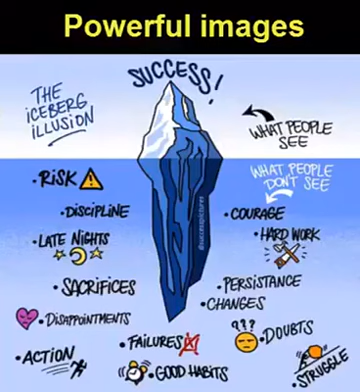 Powerful images
SUCCESS!
THE
ICEBERG
ILLUSION
WHAT PEOPLE
SEE
WHAT PEOPLE
DON'T SEE
• RISK
• DISCIPLINE
• COURAGE
• LATE NIGHTS
• HARD WORK
• SACRIFICES
• PERSISTANCE
• CHANGES
• DISAPPOINTMENTS
???
• DOUBTS
• FAILURES
• ACTION
• GOOD HABITS
• STRUGGLE
@successpictures